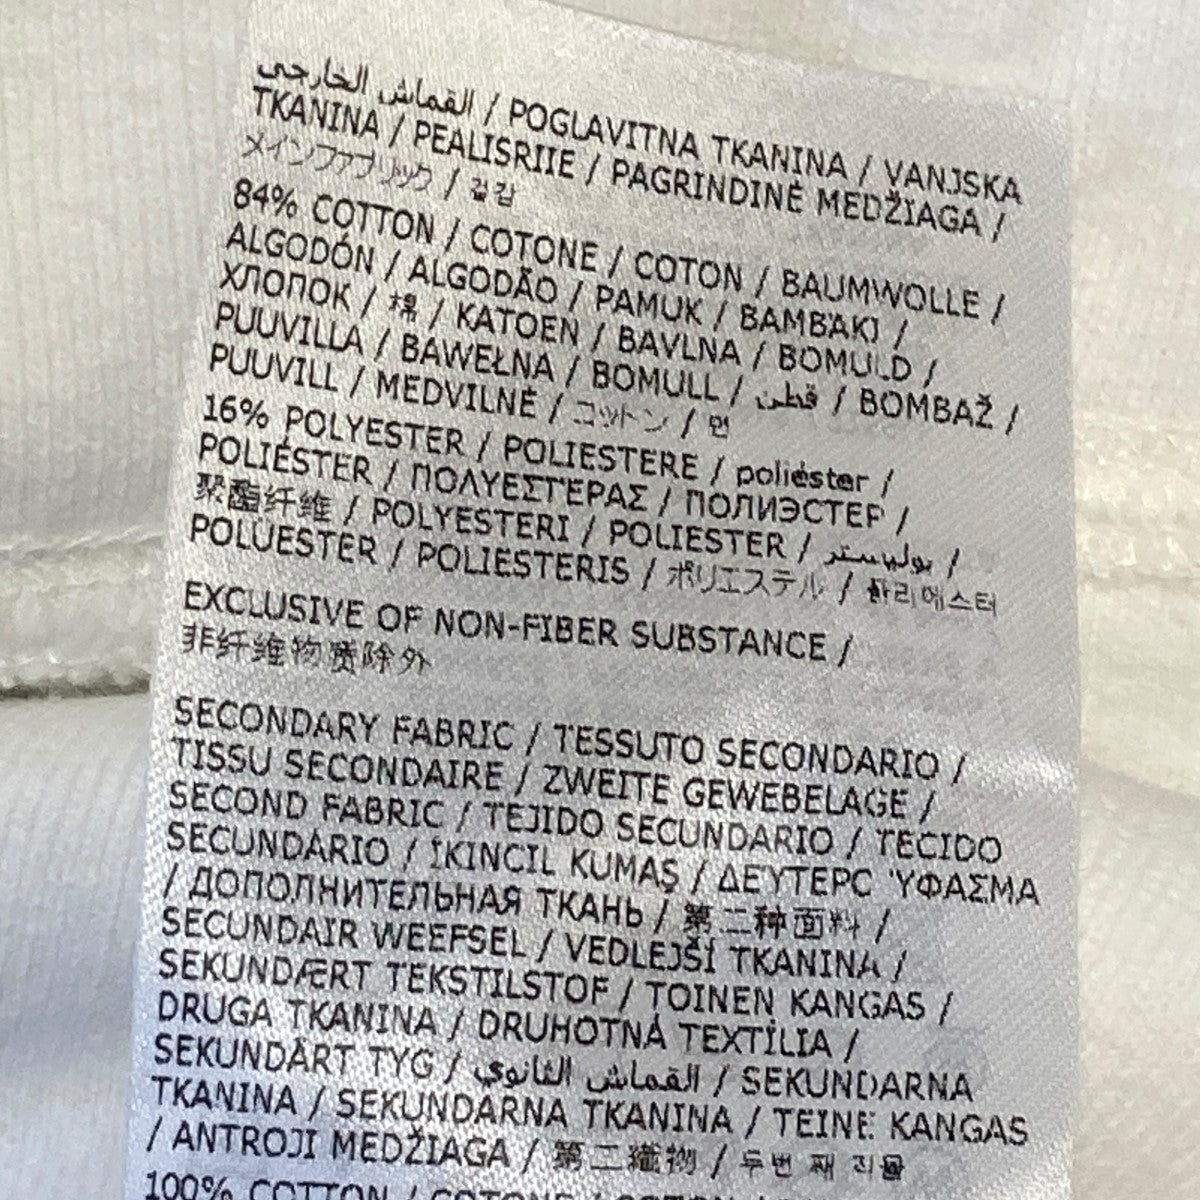 القماش الخارجي / POGLAVITNA TKANINA / VANJSKA
TKANINA / PEALISRIIE / PAGRINDINĖ MEDŽIAGA /
メインファブリック / 겉감
84% COTTON / COTONE / COTON / BAUMWOLLE /
ALGODÓN / ALGODÃO / PAMUK / BAMBAKI /
ХЛОПОК / 棉 / KATOEN / BAVLNA / BOMULD /
PUUVILLA / BAWEŁNA / BOMULL / قطن / BOMBAŽ /
PUUVILL / MEDVILNĖ / コットン / 면
16% POLYESTER / POLIESTERE / poliéster /
POLIÉSTER / ΠΟΛΥΕΣΤΕΡΑΣ / ПОЛИЭСТЕР /
聚酯纤维 / POLYESTERI / POLIESTER / بوليستر /
POLÜESTER / POLIESTERIS / ポリエステル / 폴리에스터
EXCLUSIVE OF NON-FIBER SUBSTANCE /
非纤维物质除外
SECONDARY FABRIC / TESSUTO SECONDARIO /
TISSU SECONDAIRE / ZWEITE GEWEBELAGE /
SECOND FABRIC / TEJIDO SECUNDARIO / TECIDO
SECUNDÁRIO / İKİNCİL KUMAŞ / ΔΕΥΤΕΡΟ ΎΦΑΣΜΑ
/ ДОПОЛНИТЕЛЬНАЯ ТКАНЬ / 第二种面料 /
SECUNDAIR WEEFSEL / VEDLEJŠÍ TKANINA /
SEKUNDÆRT TEKSTILSTOF / TOINEN KANGAS /
DRUGA TKANINA / DRUHOTNÁ TEXTÍLIA /
SEKUNDÄRT TYG / القماش الثانوي / SEKUNDARNA
TKANINA / SEKUNDARNA TKANINA / TEINE KANGAS
/ ANTROJI MEDŽIAGA / 第二織物 / 두번 째 직물
100% COTTON / COTONE / COTON /